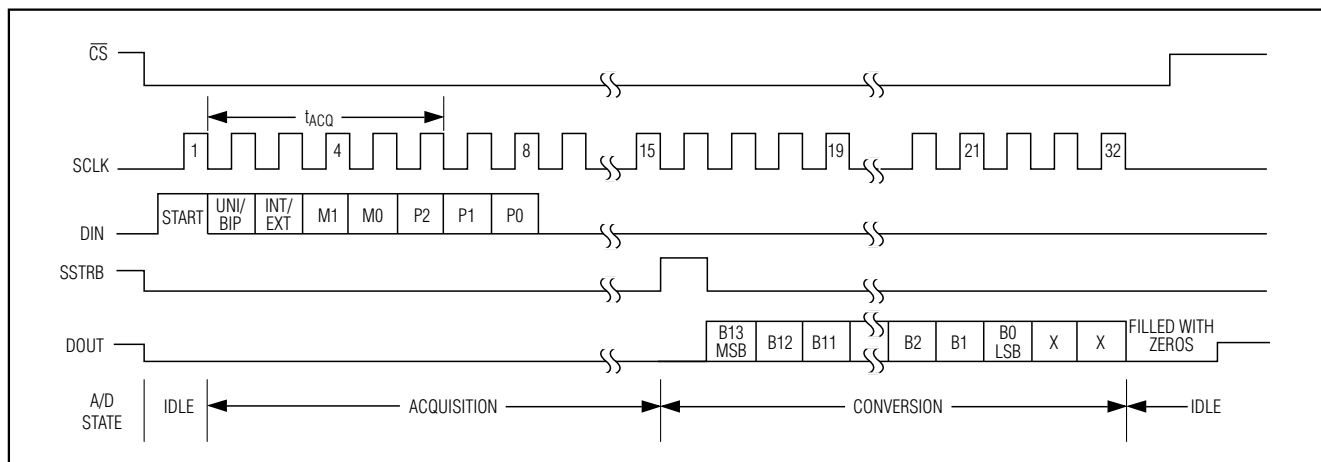 CS
tACQ
SCLK 1 4 8 15 19 21 32
DIN START UNI/ BIP INT/ EXT M1 M0 P2 P1 P0
SSTRB
DOUT B13 MSB B12 B11 B2 B1 B0 LSB X X FILLED WITH ZEROS
A/D STATE IDLE ACQUISITION CONVERSION IDLE